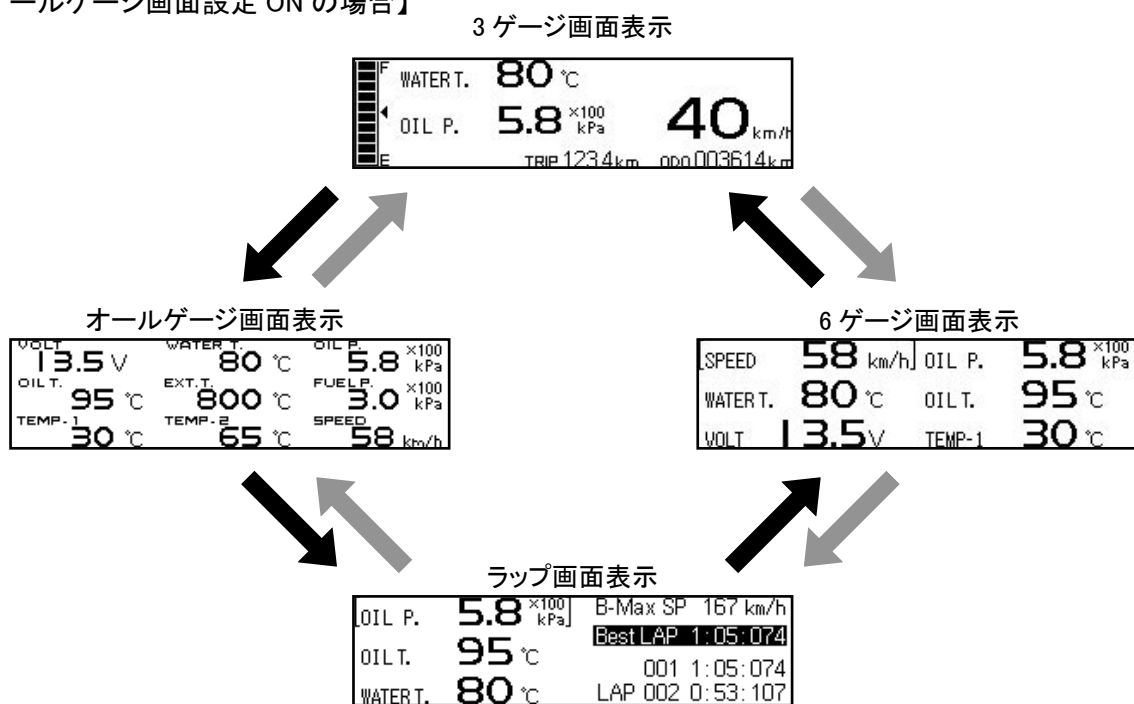 ールゲージ画面設定 ON の場合】
3 ゲージ画面表示
F
WATER T. 80 ℃
OIL P. 5.8 ×100 kPa 40 km/h
E TRIP 123.4km ODO 003614km
オールゲージ画面表示
VOLT 13.5 V WATER T. 80 ℃ OIL P. 5.8 ×100 kPa
OIL T. 95 ℃ EXT.T. 800 ℃ FUEL P. 3.0 ×100 kPa
TEMP-1 30 ℃ TEMP-2 65 ℃ SPEED 58 km/h
6 ゲージ画面表示
[SPEED 58 km/h] OIL P. 5.8 ×100 kPa
WATER T. 80 ℃ OIL T. 95 ℃
VOLT 13.5V TEMP-1 30 ℃
ラップ画面表示
[OIL P. 5.8 ×100 kPa] B-Max SP 167 km/h
Best LAP 1:05:074
OIL T. 95 ℃ 001 1:05:074
WATER T. 80 ℃ LAP 002 0:53:107